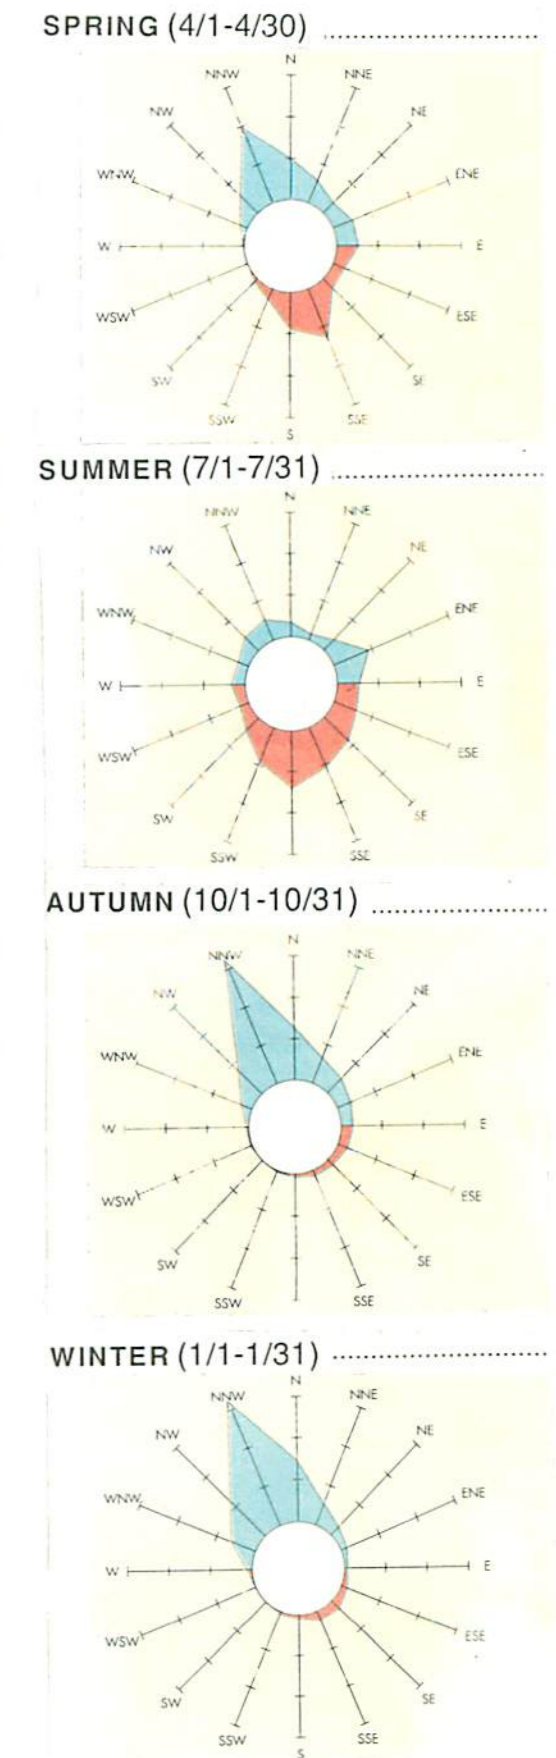 SPRING (4/1-4/30)
N
NNW NNE
NW NE
WNW ENE
W E
WSW ESE
SW SE
SSW SSE
S
SUMMER (7/1-7/31)
N
NNW NNE
NW NE
WNW ENE
W E
WSW ESE
SW SE
SSW SSE
AUTUMN (10/1-10/31)
N
NNW NNE
NW NE
WNW ENE
W E
WSW ESE
SW SE
SSW SSE
WINTER (1/1-1/31)
N
NNW NNE
NW NE
WNW ENE
W E
WSW ESE
SW SE
SSW SSE
S